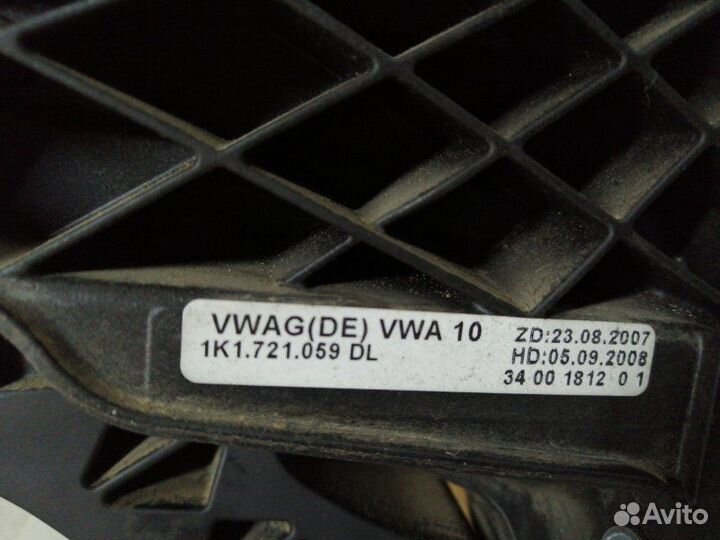 VWAG(DE) VWA 10
1K1.721.059 DL
ZD:23.08.2007
HD:05.09.2008
34 00 1812 0 1
Avito